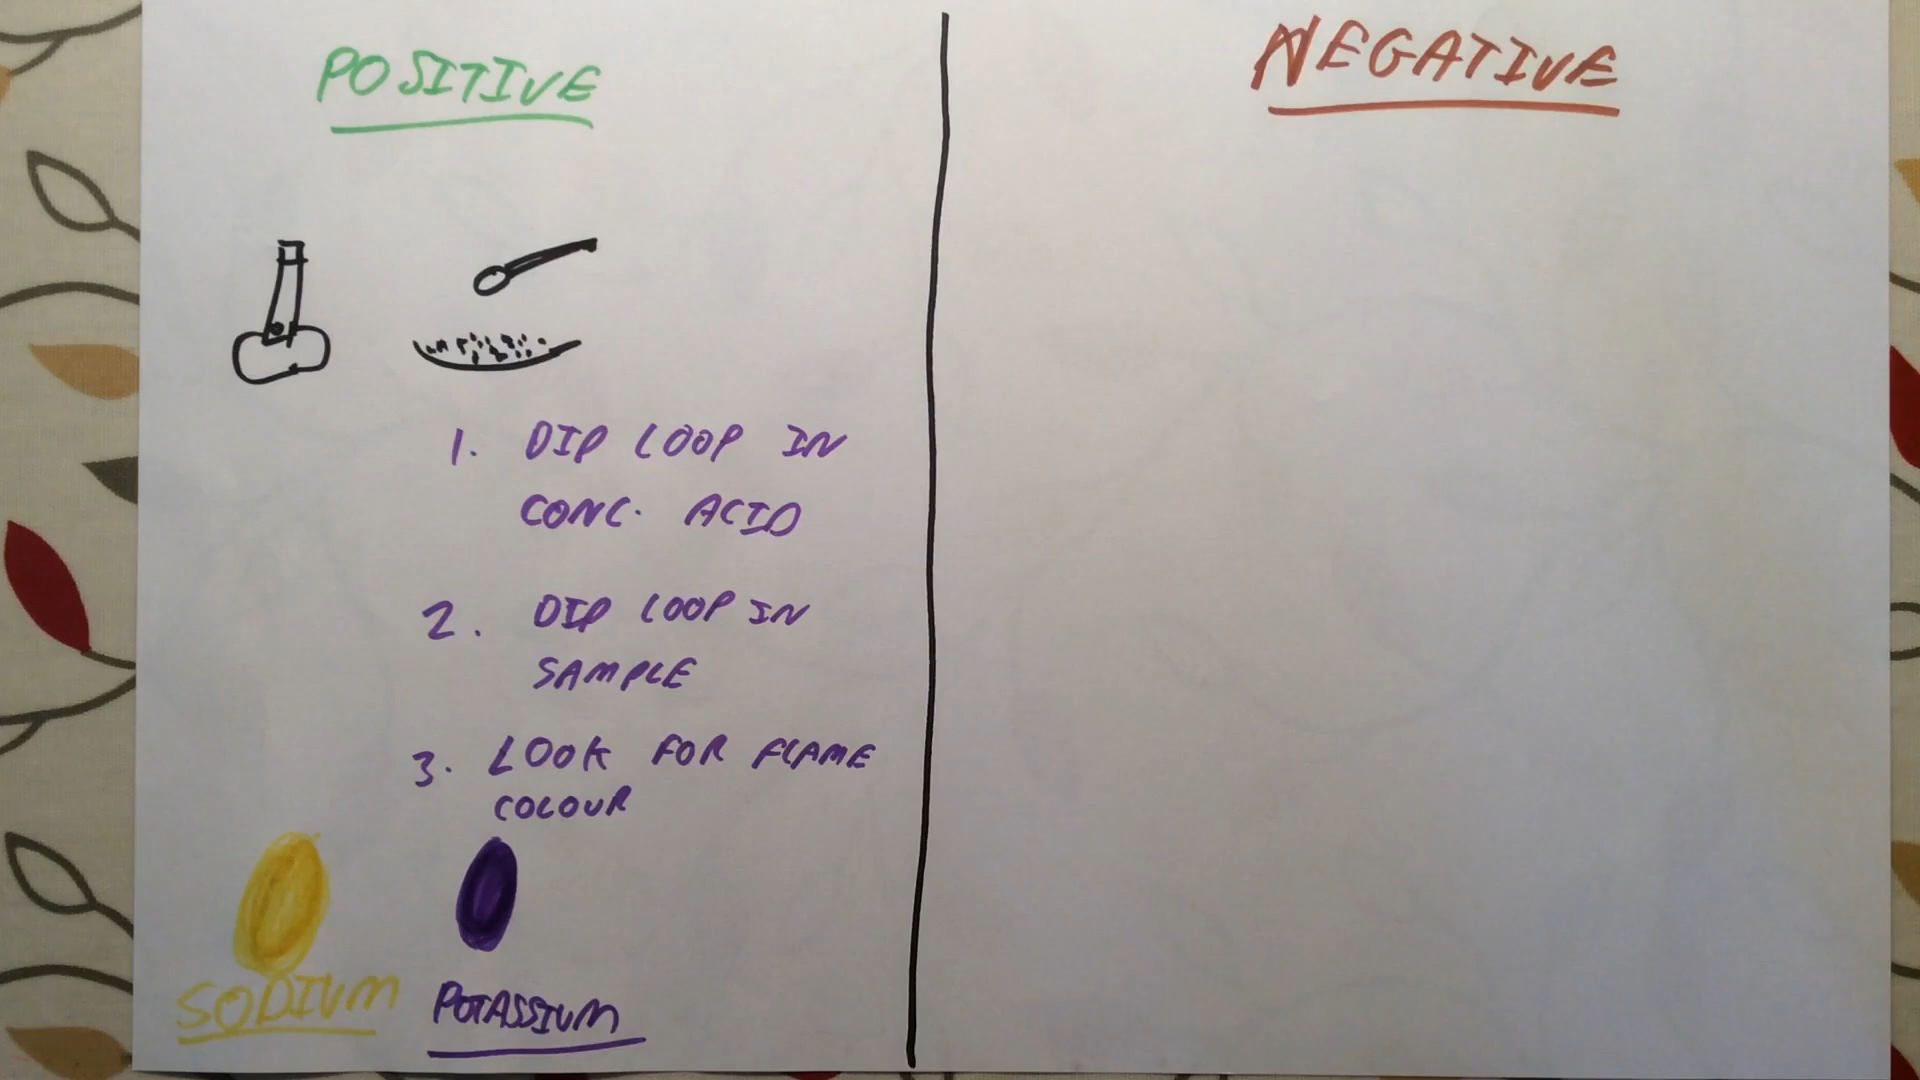 POSITIVE
NEGATIVE
1. DIP LOOP IN
CONC. ACID
2. DIP LOOP IN
SAMPLE
3. LOOK FOR FLAME
COLOUR
SODIUM
POTASSIUM